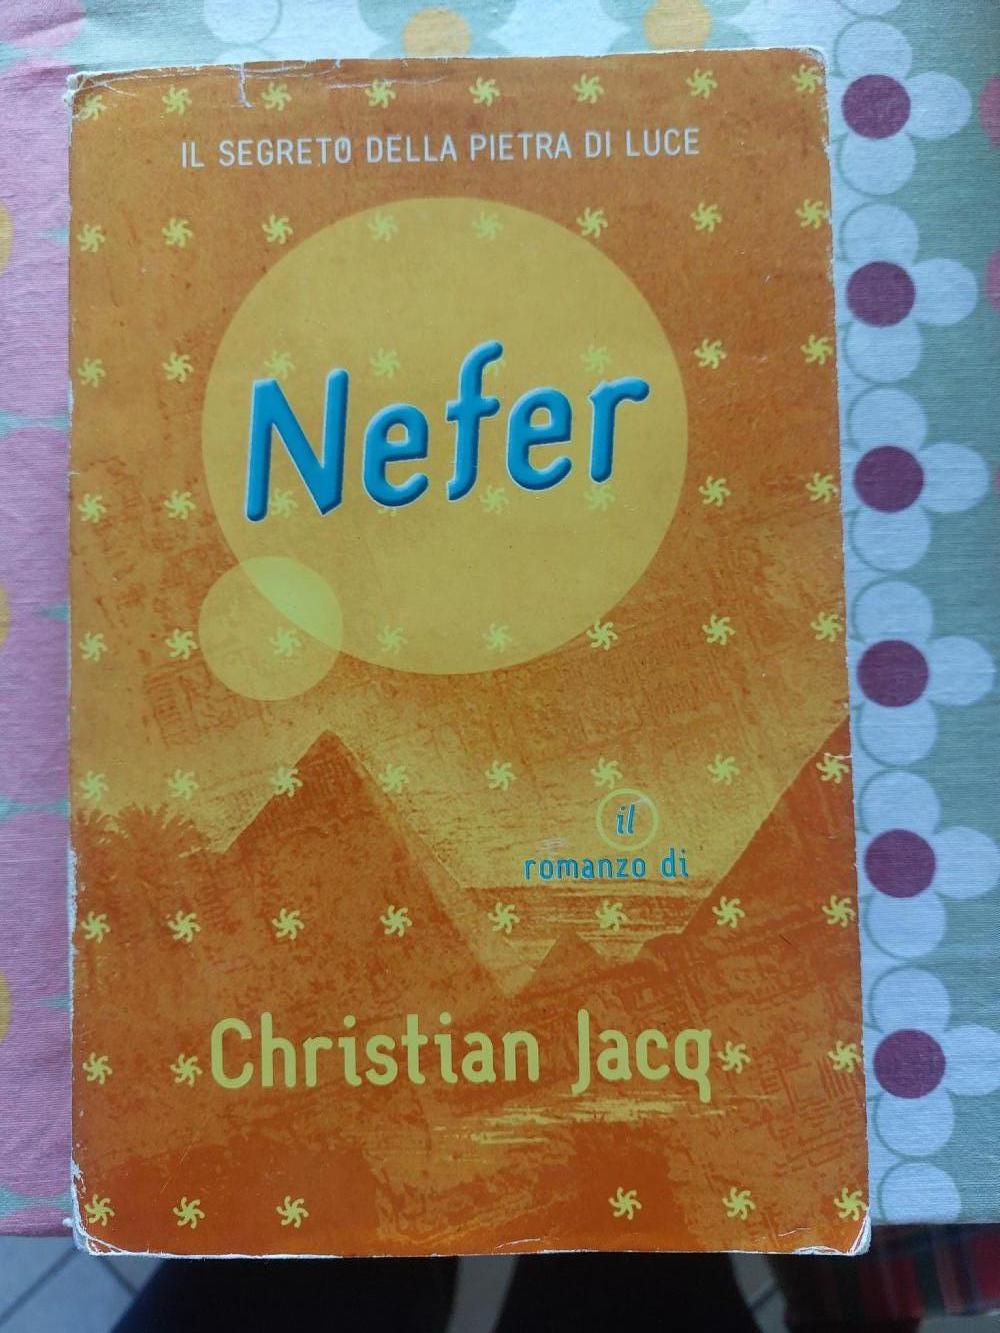 IL SEGRETO DELLA PIETRA DI LUCE
Nefer
il
romanzo di
Christian Jacq